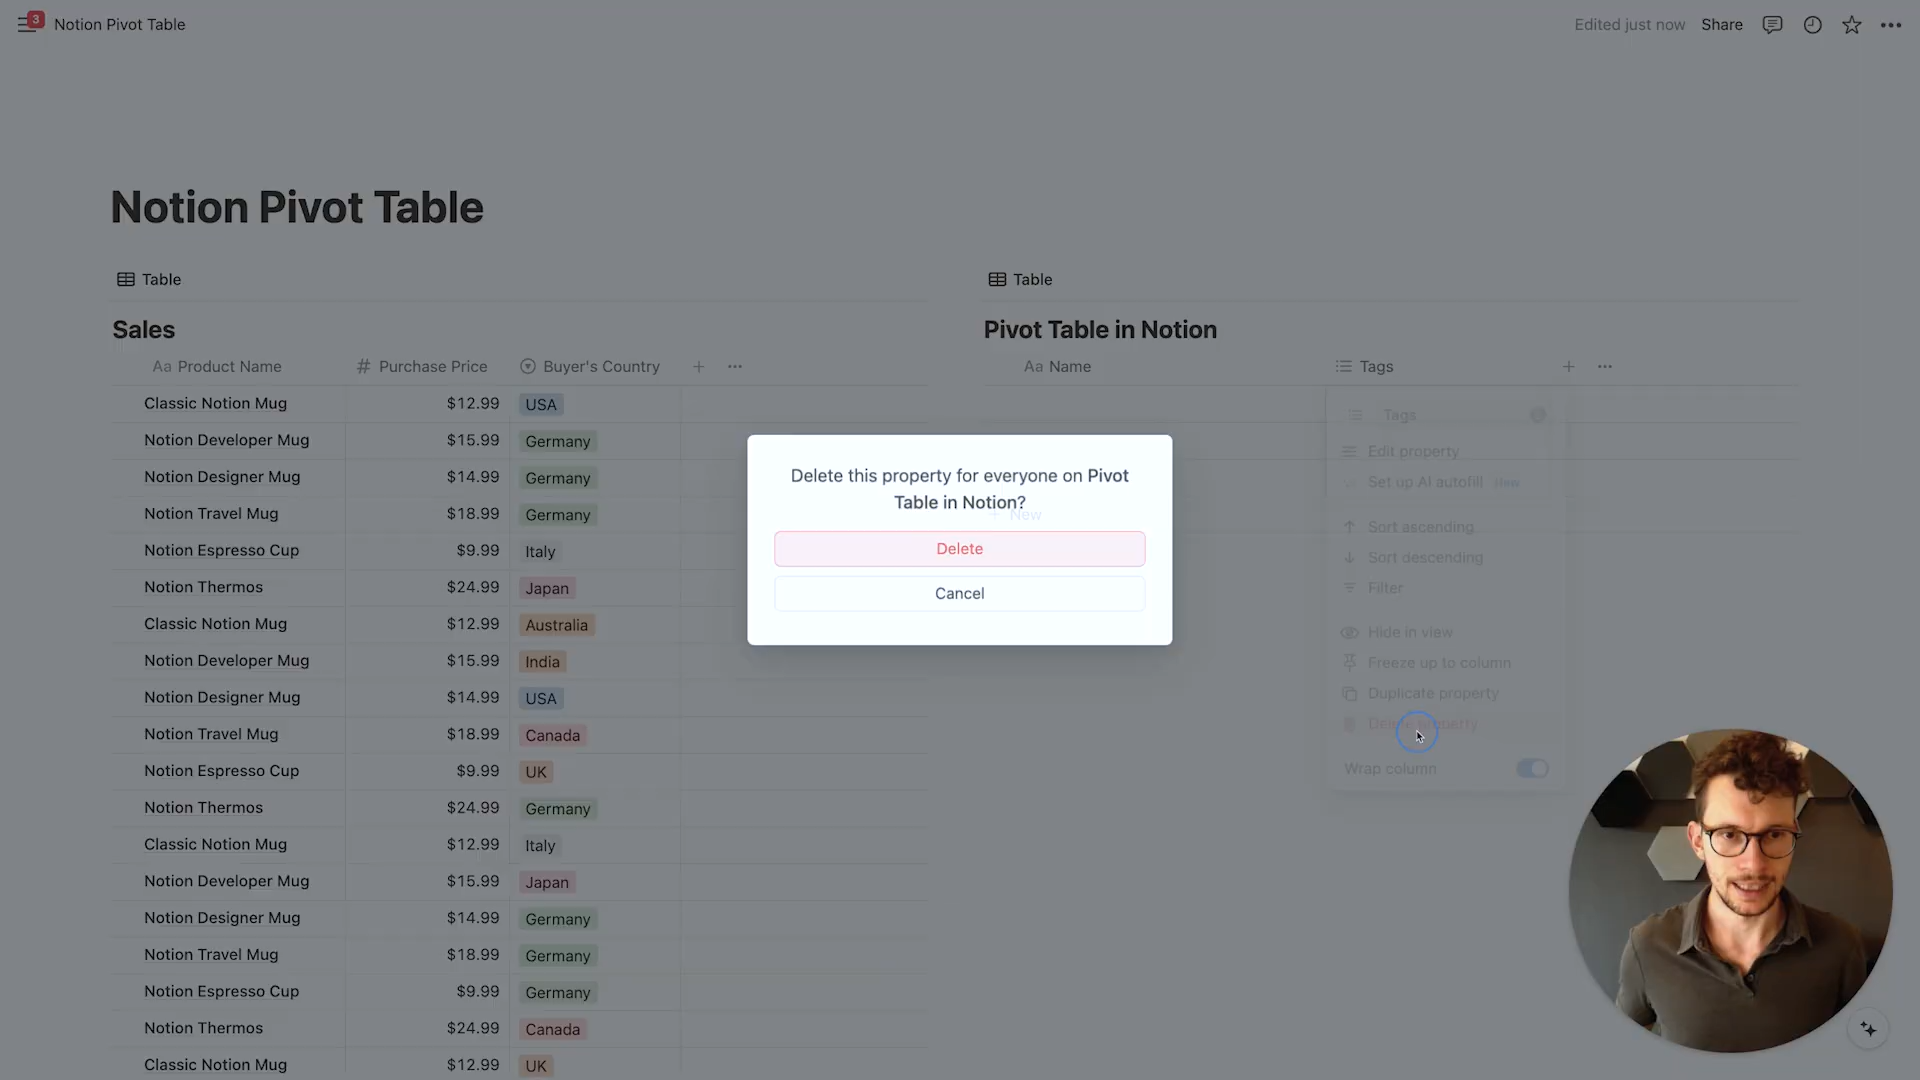 3
Notion Pivot Table
Edited just now
Share
Notion Pivot Table
Table
Sales
Aa Product Name # Purchase Price Buyer's Country + ...
Classic Notion Mug $12.99 USA
Notion Developer Mug $15.99 Germany
Notion Designer Mug $14.99 Germany
Notion Travel Mug $18.99 Germany
Notion Espresso Cup $9.99 Italy
Notion Thermos $24.99 Japan
Classic Notion Mug $12.99 Australia
Notion Developer Mug $15.99 India
Notion Designer Mug $14.99 USA
Notion Travel Mug $18.99 Canada
Notion Espresso Cup $9.99 UK
Notion Thermos $24.99 Germany
Classic Notion Mug $12.99 Italy
Notion Developer Mug $15.99 Japan
Notion Designer Mug $14.99 Germany
Notion Travel Mug $18.99 Germany
Notion Espresso Cup $9.99 Germany
Notion Thermos $24.99 Canada
Classic Notion Mug $12.99 UK
Table
Pivot Table in Notion
Aa Name Tags + ...
+ New
Delete this property for everyone on Pivot
Table in Notion?
Delete
Cancel
Tags
Edit property
Set up AI autofill New
Sort ascending
Sort descending
Filter
Hide in view
Freeze up to column
Duplicate property
Delete property
Wrap column